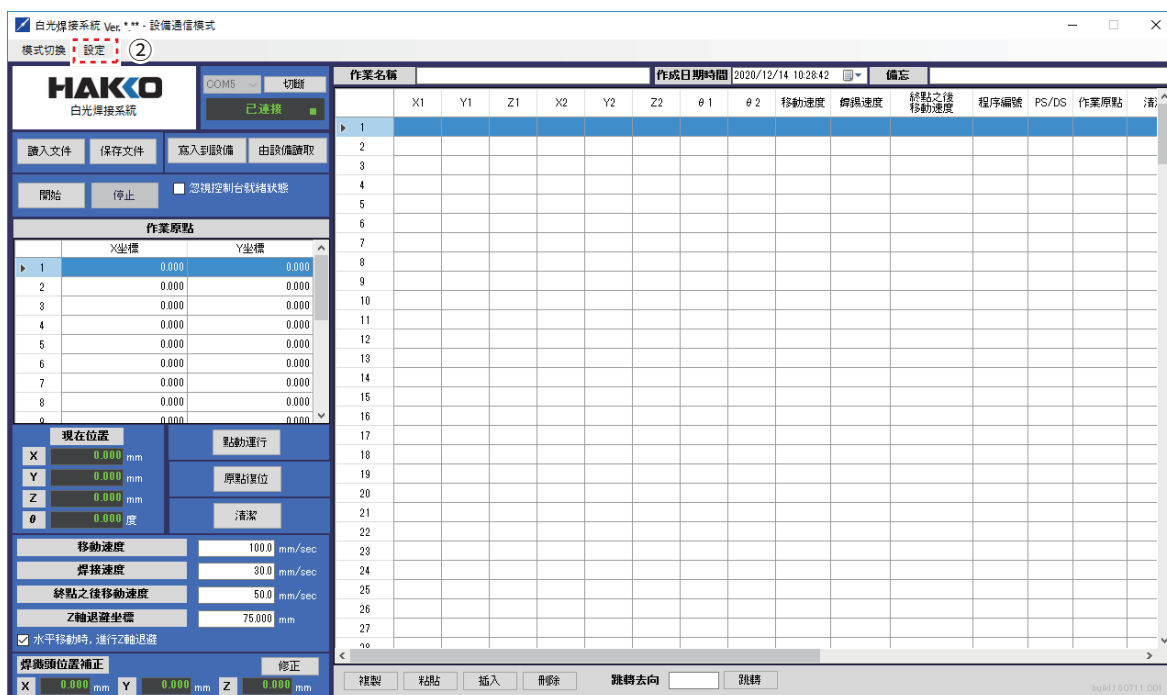 白光焊接系統 Ver. *.** - 設備通信模式
模式切換 設定 ②
HAKKO
白光焊接系統
COM5 切斷
已連接
讀入文件 保存文件 寫入到設備 由設備讀取
開始 停止 忽視控制台就緒狀態
作業原點
X坐標 Y坐標
1 0.000 0.000
2 0.000 0.000
3 0.000 0.000
4 0.000 0.000
5 0.000 0.000
6 0.000 0.000
7 0.000 0.000
8 0.000 0.000
9 0.000 0.000
現在位置
X 0.000 mm
Y 0.000 mm
Z 0.000 mm
θ 0.000 度
點動運行
原點復位
清潔
移動速度 100.0 mm/sec
焊接速度 30.0 mm/sec
終點之後移動速度 50.0 mm/sec
Z軸退避坐標 75.000 mm
水平移動時,進行Z軸退避
焊鐵頭位置補正 修正
X 0.000 mm Y 0.000 mm Z 0.000 mm
作業名稱 作成日期時間 2020/12/14 10:28:42 備忘
X1 Y1 Z1 X2 Y2 Z2 θ1 θ2 移動速度 銲錫速度 終點之後移動速度 程序編號 PS/DS 作業原點 清
1
2
3
4
5
6
7
8
9
10
11
12
13
14
15
16
17
18
19
20
21
22
23
24
25
26
27
28
複製 粘貼 插入 刪除 跳轉去向 跳轉
build180711.001